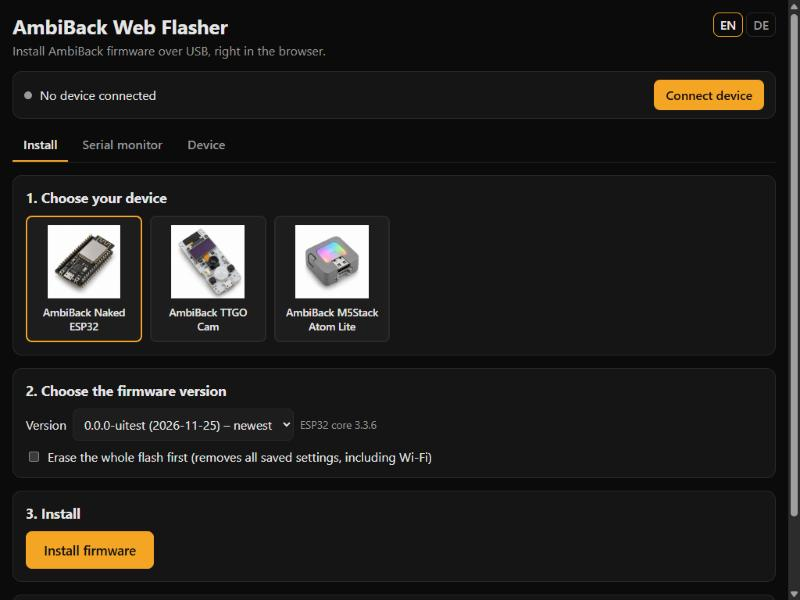 AmbiBack Web Flasher
EN
DE
Install AmbiBack firmware over USB, right in the browser.
No device connected
Connect device
Install
Serial monitor
Device
1. Choose your device
AmbiBack Naked
ESP32
AmbiBack TTGO
Cam
AmbiBack M5Stack
Atom Lite
2. Choose the firmware version
Version
0.0.0-uitest (2026-11-25) – newest
ESP32 core 3.3.6
Erase the whole flash first (removes all saved settings, including Wi-Fi)
3. Install
Install firmware